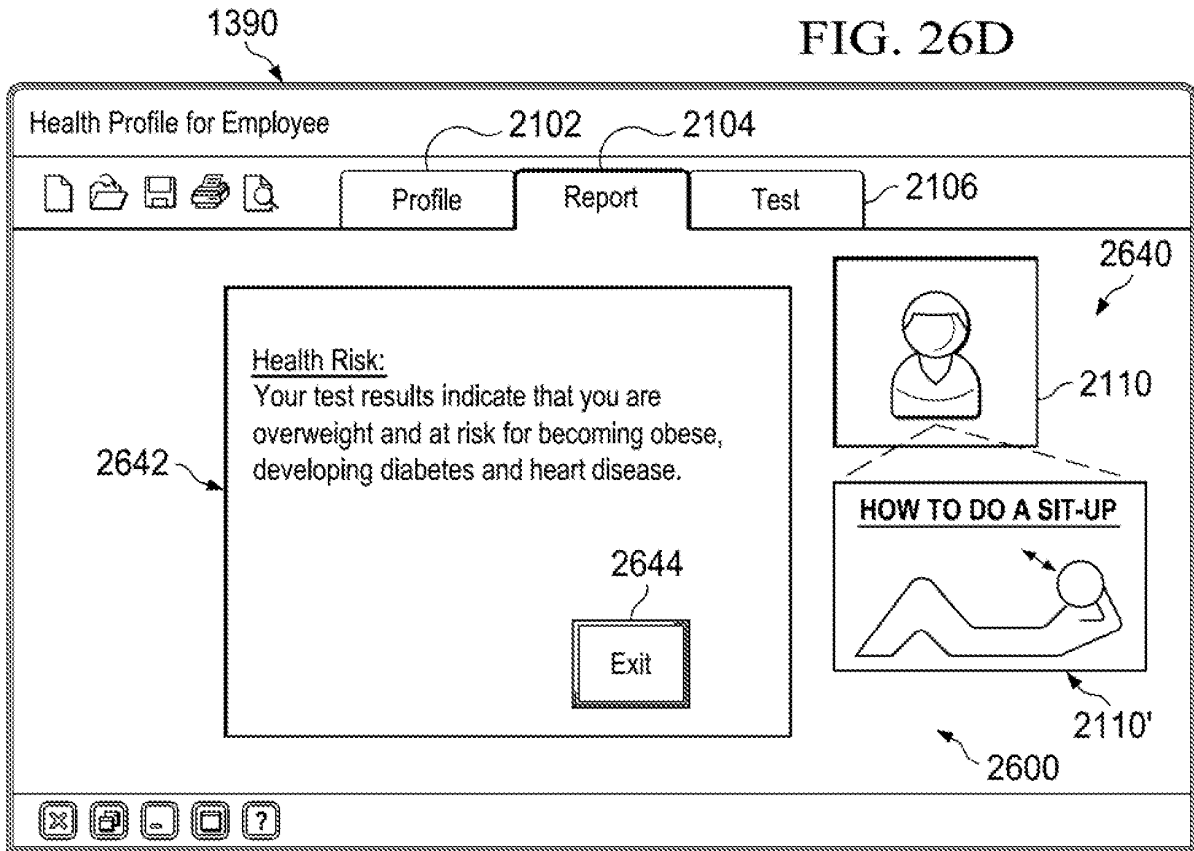 1390
FIG. 26D
Health Profile for Employee
2102
2104
Profile
Report
Test
2106
2640
2110
Health Risk:
Your test results indicate that you are
overweight and at risk for becoming obese,
developing diabetes and heart disease.
2642
HOW TO DO A SIT-UP
2644
Exit
2110'
2600
?